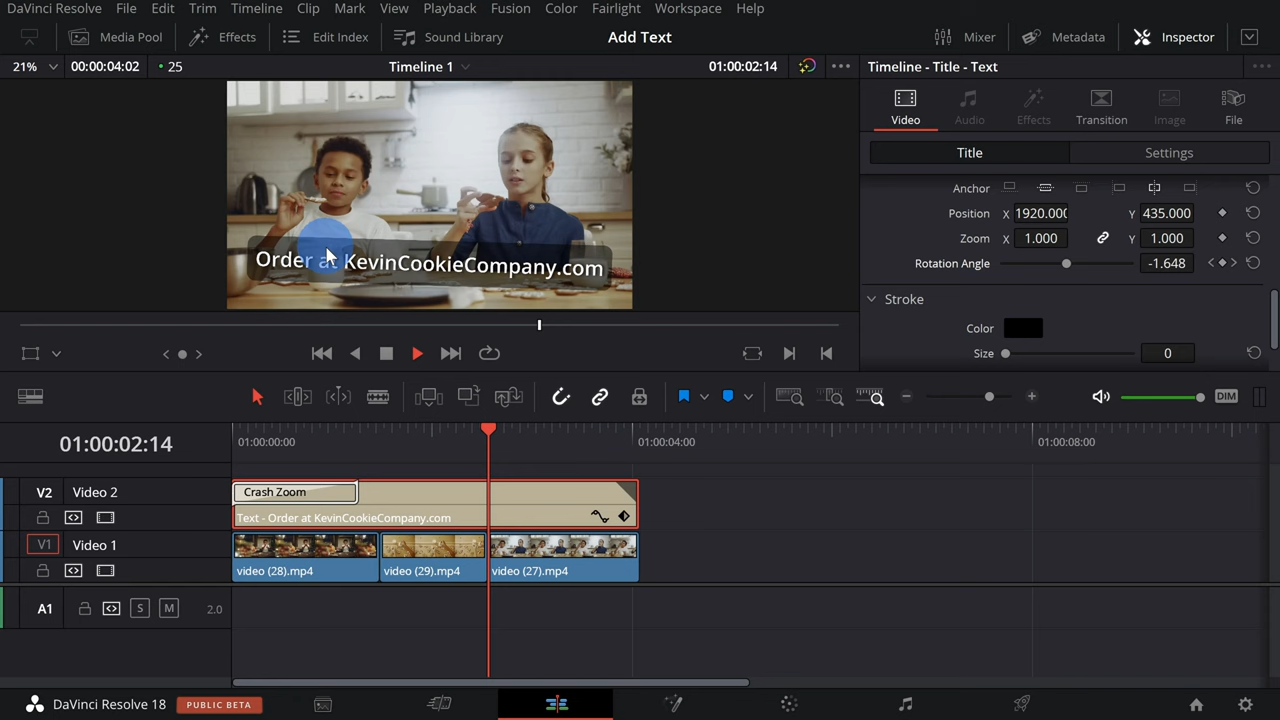 DaVinci Resolve File Edit Trim Timeline Clip Mark View Playback Fusion Color Fairlight Workspace Help
Media Pool Effects Edit Index Sound Library Add Text Mixer Metadata Inspector
21% 00:00:04:02 25 Timeline 1 01:00:02:14 Timeline - Title - Text
Video Audio Effects Transition Image File
Title Settings
Anchor
Position X 1920.000 Y 435.000
Zoom X 1.000 Y 1.000
Rotation Angle -1.648
Stroke
Color
Size 0
Order at KevinCookieCompany.com
DIM
01:00:02:14 01:00:00:00 01:00:04:00 01:00:08:00
V2 Video 2 Crash Zoom
Text - Order at KevinCookieCompany.com
V1 Video 1
video (28).mp4 video (29).mp4 video (27).mp4
A1 S M 2.0
DaVinci Resolve 18 PUBLIC BETA